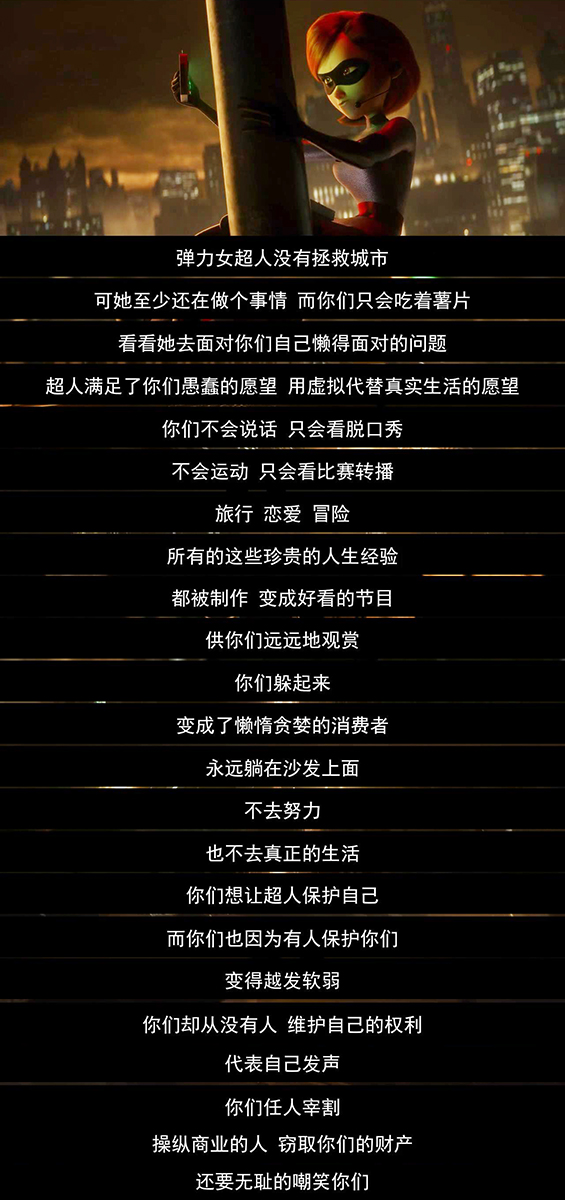 弹力女超人没有拯救城市
可她至少还在做个事情 而你们只会吃着薯片
看看她去面对你们自己懒得面对的问题
超人满足了你们愚蠢的愿望 用虚拟代替真实生活的愿望
你们不会说话 只会看脱口秀
不会运动 只会看比赛转播
旅行 恋爱 冒险
所有的这些珍贵的人生经验
都被制作 变成好看的节目
供你们远远地观赏
你们躲起来
变成了懒惰贪婪的消费者
永远躺在沙发上面
不去努力
也不去真正的生活
你们想让超人保护自己
而你们也因为有人保护你们
变得越发软弱
你们却从没有人 维护自己的权利
代表自己发声
你们任人宰割
操纵商业的人 窃取你们的财产
还要无耻的嘲笑你们